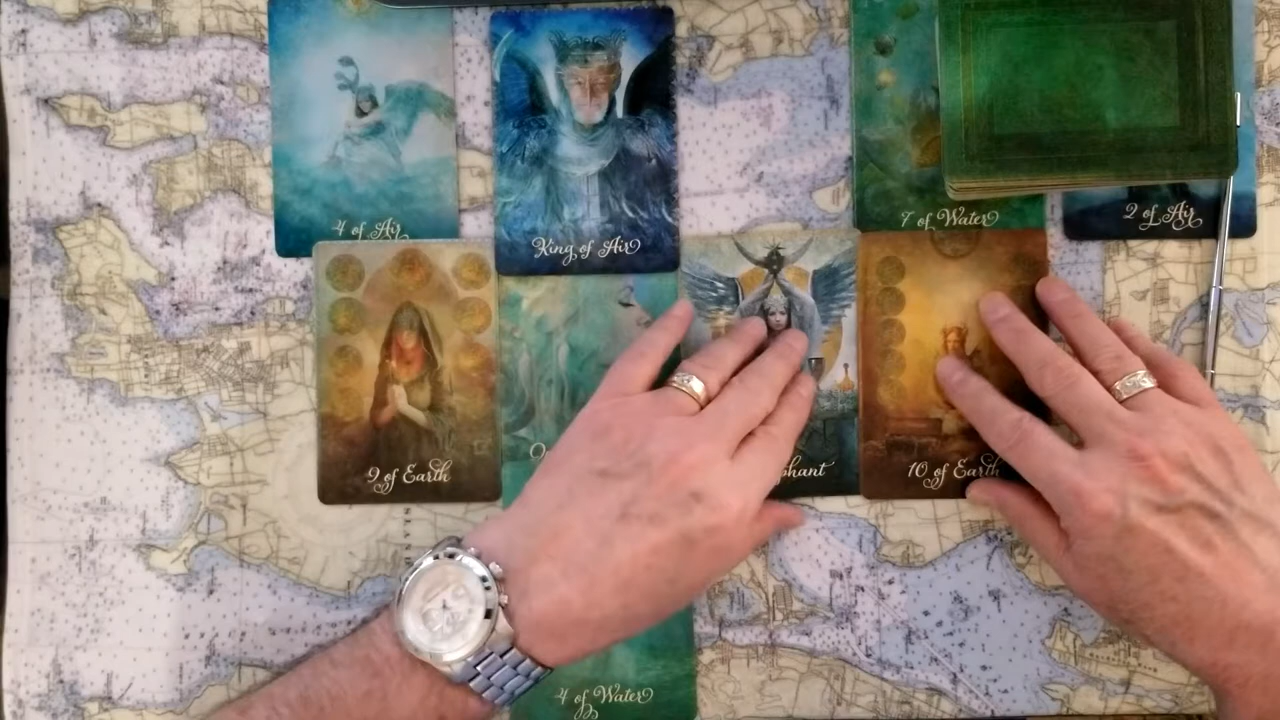 4 of Air
King of Air
7 of Water
2 of Air
9 of Earth
phant
10 of Earth
4 of Water